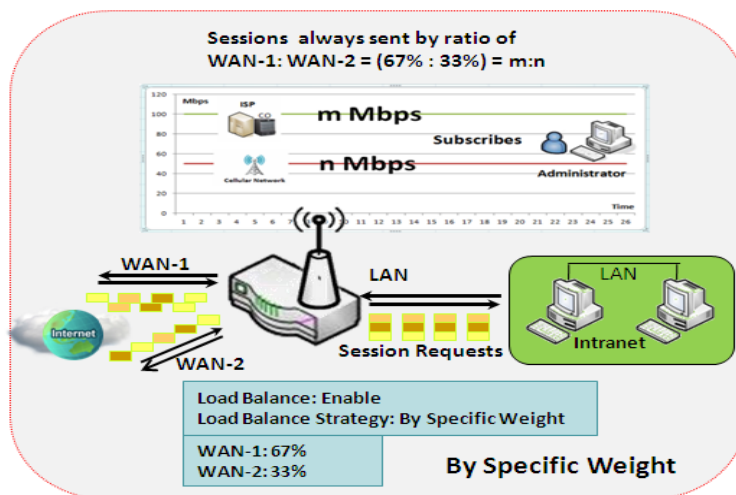 Sessions always sent by ratio of
WAN-1: WAN-2 = (67% : 33%) = m:n
120
Mbps
ISP
100
CO
m Mbps
80
Subscribes
60
n Mbps
40
Cellular Network
Administrator
20
Time
0
1 2 3 4 5 6 7 8 9 10 11 12 13 14 15 16 17 18 19 20 21 22 23 24 25 26
WAN-1
LAN
LAN
Internet
Intranet
Session Requests
WAN-2
Load Balance: Enable
Load Balance Strategy: By Specific Weight
WAN-1: 67%
WAN-2: 33%
By Specific Weight